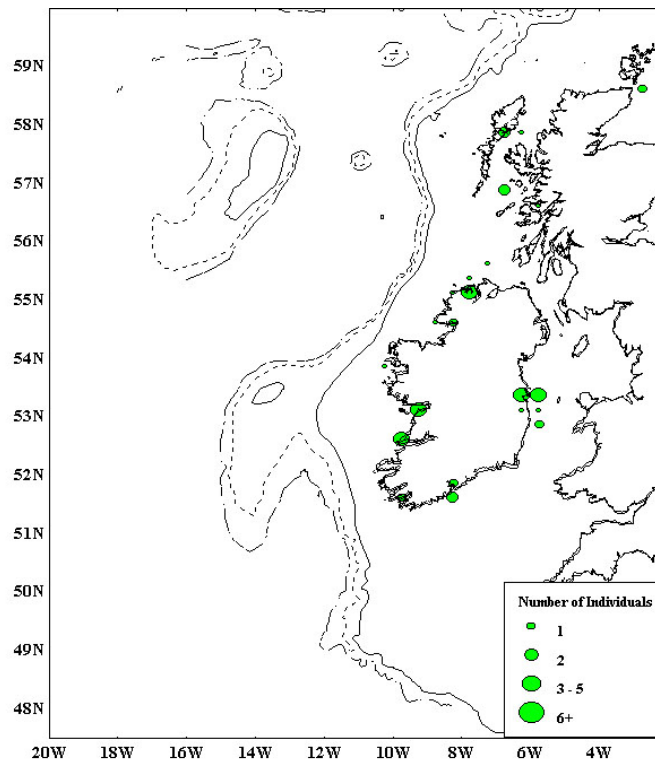 59N
58N
57N
56N
55N
54N
53N
52N
51N
50N
49N
48N
Number of Individuals
1
2
3 - 5
6+
20W 18W 16W 14W 12W 10W 8W 6W 4W